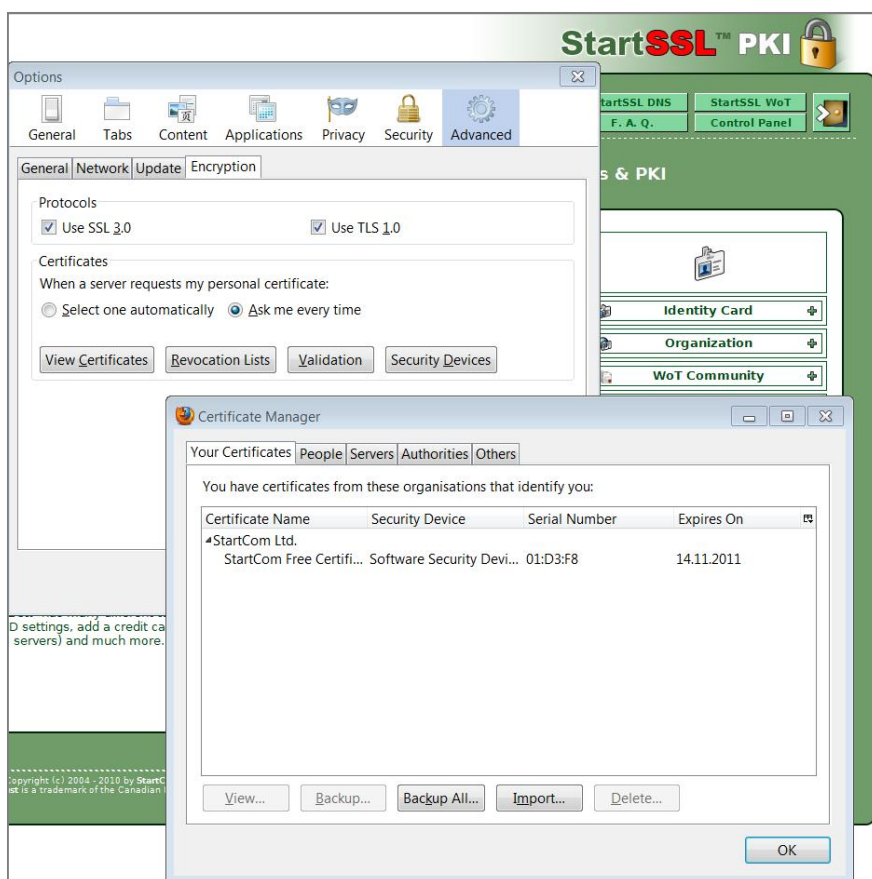 StartSSL™ PKI
Options
General Tabs Content Applications Privacy Security Advanced
tartSSL DNS StartSSL WoT
F. A. Q. Control Panel
General Network Update Encryption
s & PKI
Protocols
Use SSL 3.0 Use TLS 1.0
Certificates
When a server requests my personal certificate:
Select one automatically Ask me every time
View Certificates Revocation Lists Validation Security Devices
Identity Card
Organization
WoT Community
Certificate Manager
Your Certificates People Servers Authorities Others
You have certificates from these organisations that identify you:
Certificate Name Security Device Serial Number Expires On
StartCom Ltd.
StartCom Free Certifi... Software Security Devi... 01:D3:F8 14.11.2011
D settings, add a credit ca
servers) and much more.
opyright (c) 2004 - 2010 by StartC
st is a trademark of the Canadian
View... Backup... Backup All... Import... Delete...
OK